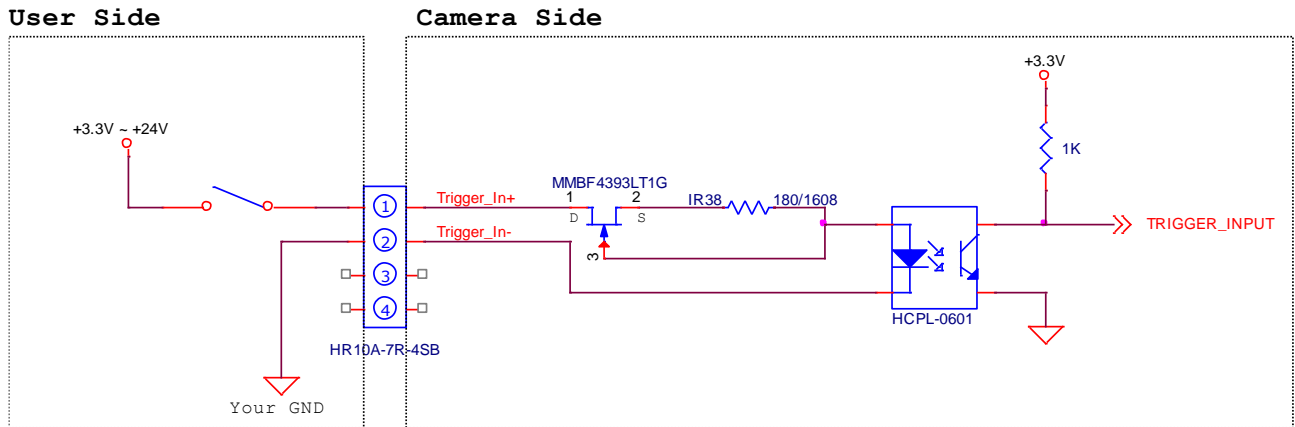 User Side
Camera Side
+3.3V
+3.3V ~ +24V
1K
MMBF4393LT1G
1
Trigger_In+
1
2
IR38
180/1608
D
S
TRIGGER_INPUT
2
Trigger_In-
3
3
4
HCPL-0601
HR10A-7R-4SB
Your GND